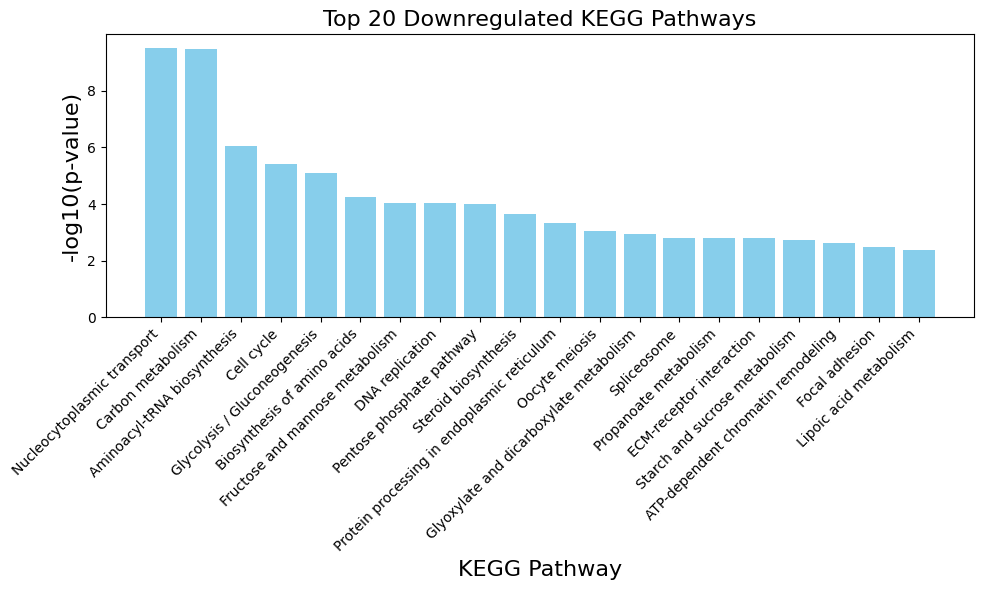 Top 20 Downregulated KEGG Pathways
-log10(p-value)
8
6
4
2
0
Nucleocytoplasmic transport
Carbon metabolism
Aminoacyl-tRNA biosynthesis
Cell cycle
Glycolysis / Gluconeogenesis
Biosynthesis of amino acids
Fructose and mannose metabolism
DNA replication
Pentose phosphate pathway
Steroid biosynthesis
Protein processing in endoplasmic reticulum
Oocyte meiosis
Glyoxylate and dicarboxylate metabolism
Spliceosome
Propanoate metabolism
ECM-receptor interaction
Starch and sucrose metabolism
ATP-dependent chromatin remodeling
Focal adhesion
Lipoic acid metabolism
KEGG Pathway